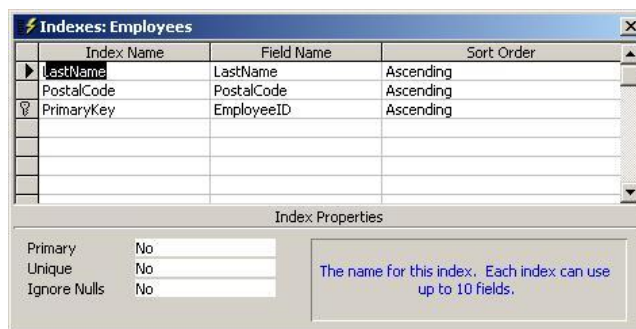 Indexes: Employees
Index Name Field Name Sort Order
LastName LastName Ascending
PostalCode PostalCode Ascending
PrimaryKey EmployeeID Ascending
Index Properties
Primary No
Unique No
Ignore Nulls No
The name for this index. Each index can use
up to 10 fields.